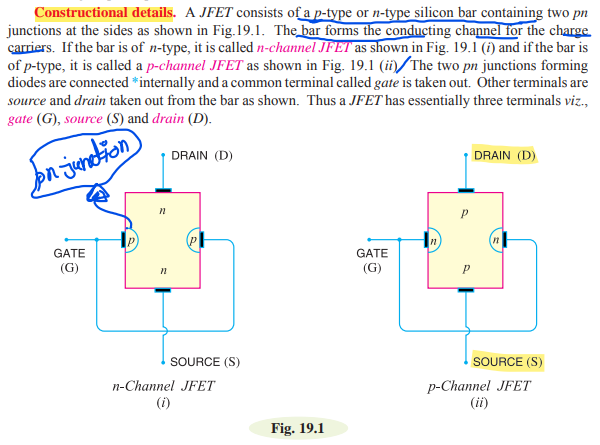 Constructional details. A JFET consists of a p-type or n-type silicon bar containing two pn
junctions at the sides as shown in Fig.19.1. The bar forms the conducting channel for the charge
carriers. If the bar is of n-type, it is called n-channel JFET as shown in Fig. 19.1 (i) and if the bar is
of p-type, it is called a p-channel JFET as shown in Fig. 19.1 (ii). The two pn junctions forming
diodes are connected *internally and a common terminal called gate is taken out. Other terminals are
source and drain taken out from the bar as shown. Thus a JFET has essentially three terminals viz.,
gate (G), source (S) and drain (D).
pn-junction
DRAIN (D)
n
p
p
n
GATE
(G)
SOURCE (S)
n-Channel JFET
(i)
DRAIN (D)
p
n
n
p
GATE
(G)
SOURCE (S)
p-Channel JFET
(ii)
Fig. 19.1